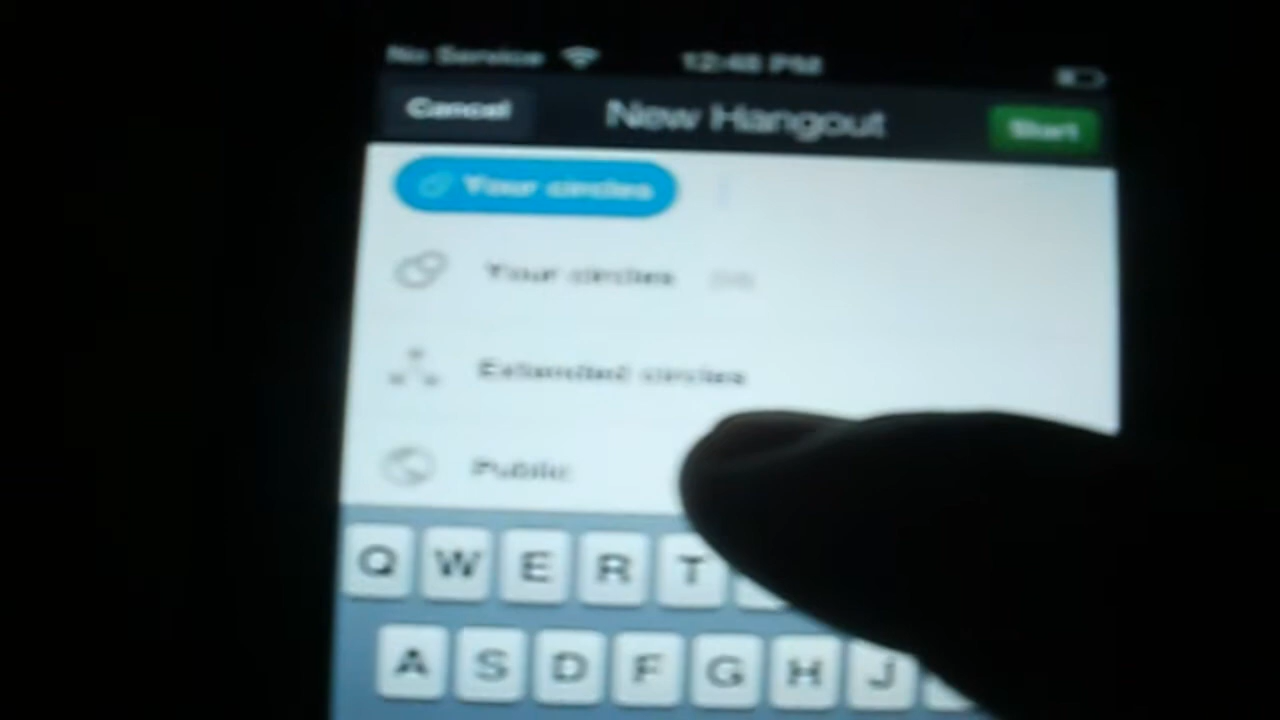 No Service 12:48 PM
Cancel New Hangout Start
Your circles
Your circles
Extended circles
Public
Q W E R T
A S D F G H J